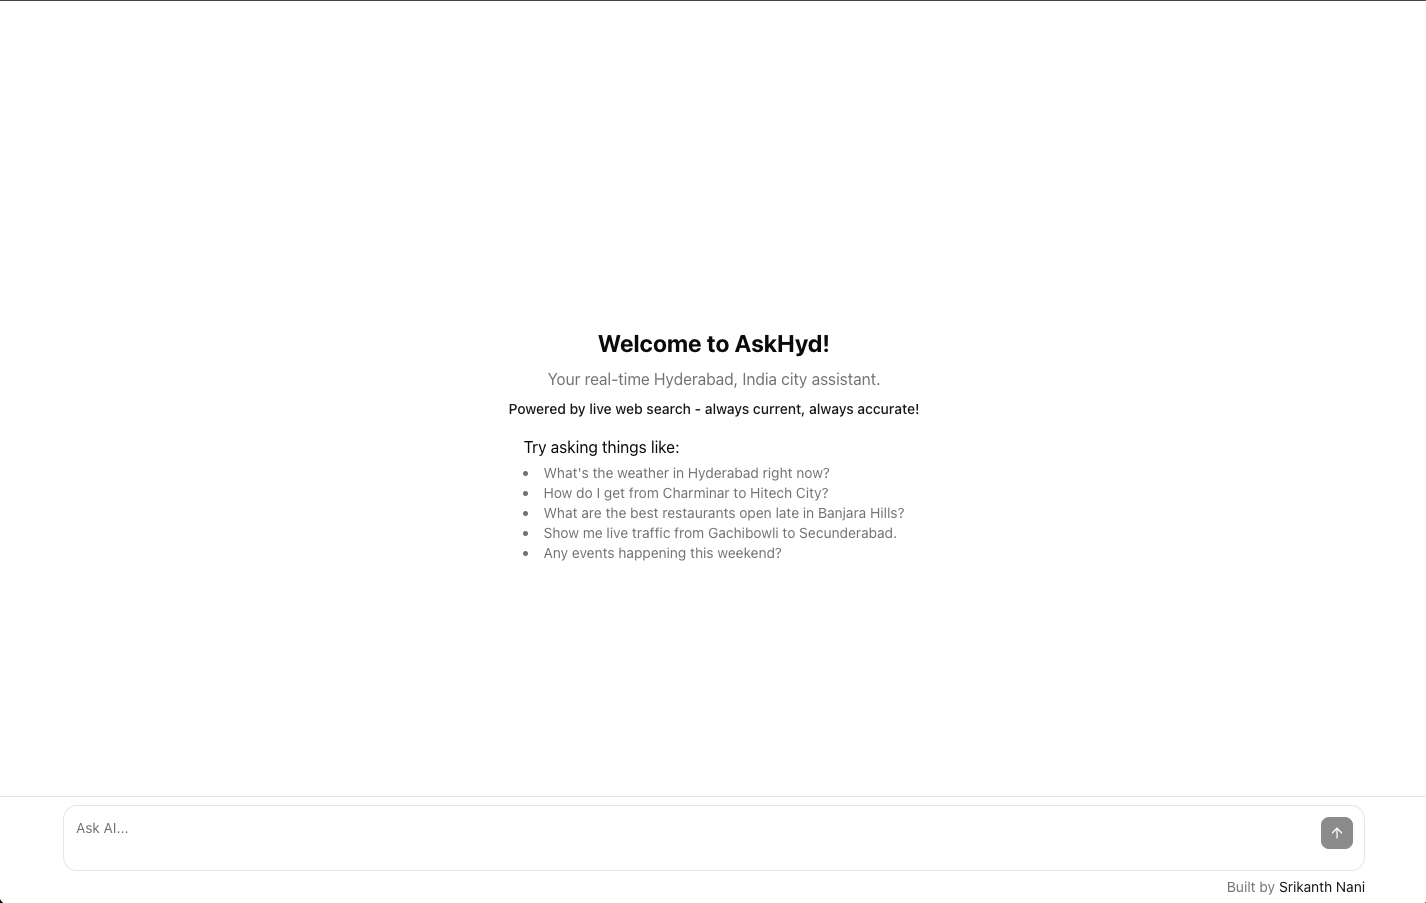 Welcome to AskHyd!
Your real-time Hyderabad, India city assistant.
Powered by live web search - always current, always accurate!
Try asking things like:
• What's the weather in Hyderabad right now?
• How do I get from Charminar to Hitech City?
• What are the best restaurants open late in Banjara Hills?
• Show me live traffic from Gachibowli to Secunderabad.
• Any events happening this weekend?
Ask AI...
Built by Srikanth Nani